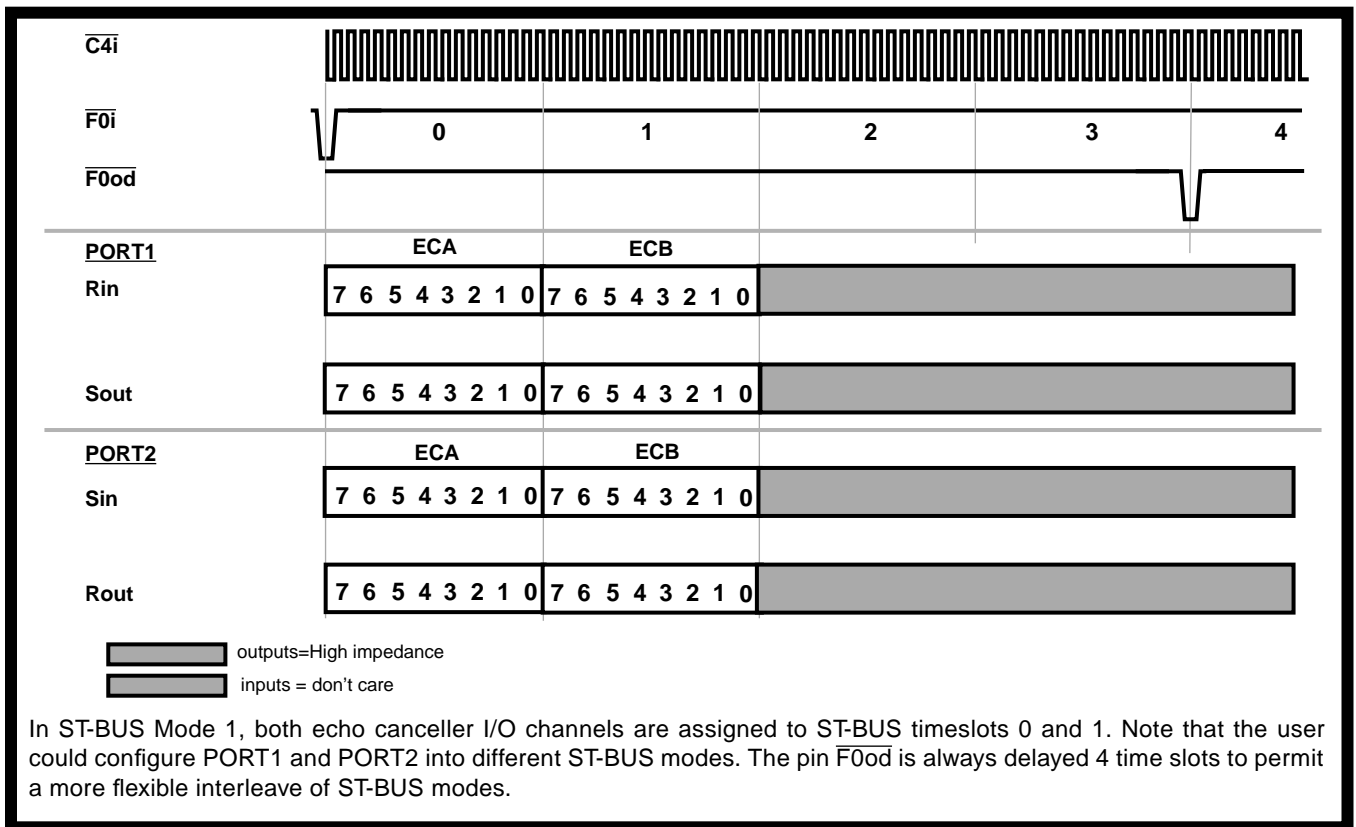 C4i
F0i
0 1 2 3 4
F0od
PORT1
ECA ECB
Rin
7 6 5 4 3 2 1 0 7 6 5 4 3 2 1 0
Sout
7 6 5 4 3 2 1 0 7 6 5 4 3 2 1 0
PORT2
ECA ECB
Sin
7 6 5 4 3 2 1 0 7 6 5 4 3 2 1 0
Rout
7 6 5 4 3 2 1 0 7 6 5 4 3 2 1 0
outputs=High impedance
inputs = don't care
In ST-BUS Mode 1, both echo canceller I/O channels are assigned to ST-BUS timeslots 0 and 1. Note that the user
could configure PORT1 and PORT2 into different ST-BUS modes. The pin F0od is always delayed 4 time slots to permit
a more flexible interleave of ST-BUS modes.